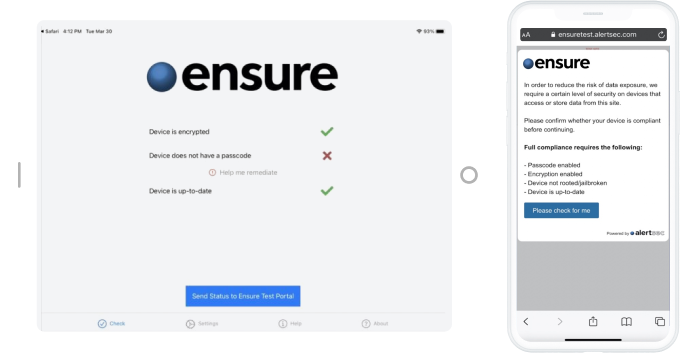 Safari 4:12 PM Tue Mar 30
93%
ensure
Device is encrypted
Device does not have a passcode
Help me remediate
Device is up-to-date
Send Status to Ensure Test Portal
Check
Settings
Help
About
AA ensuretest.alertsec.com
ensure
In order to reduce the risk of data exposure, we
require a certain level of security on devices that
access or store data from this site.
Please confirm whether your device is compliant
before continuing.
Full compliance requires the following:
- Passcode enabled
- Encryption enabled
- Device not rooted/jailbroken
- Device is up-to-date
Please check for me
Powered by alertsec